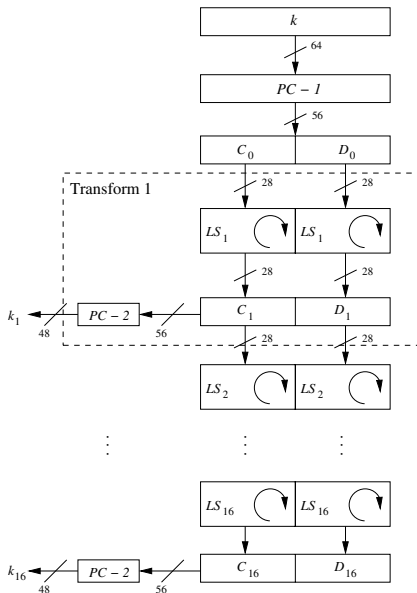 k
64
PC – 1
56
C0 D0
28 28
Transform 1
LS1 LS1
28 28
k1 48 PC – 2 56 C1 D1
28 28
LS2 LS2
⋮ ⋮ ⋮
LS16 LS16
k16 48 PC – 2 56 C16 D16